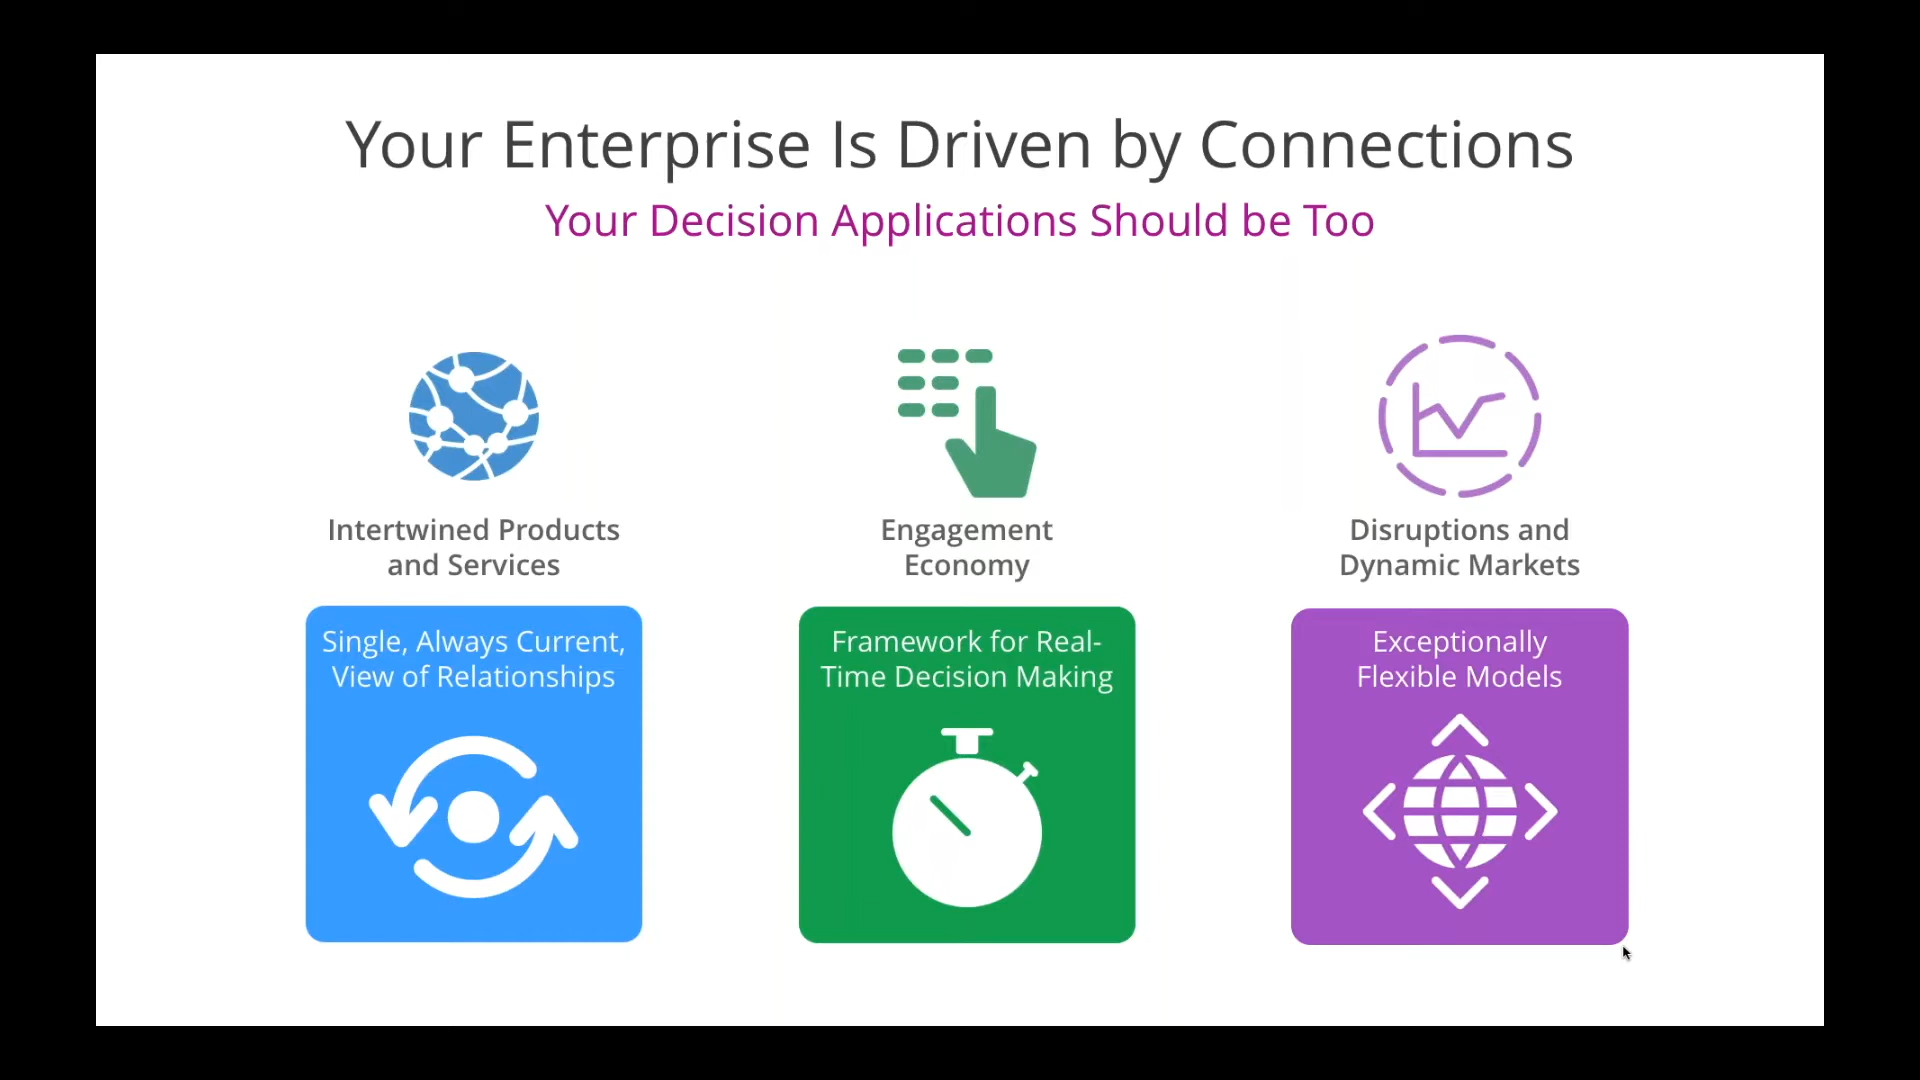 Your Enterprise Is Driven by Connections
Your Decision Applications Should be Too
Intertwined Products
and Services
Engagement
Economy
Disruptions and
Dynamic Markets
Single, Always Current,
View of Relationships
Framework for Real-
Time Decision Making
Exceptionally
Flexible Models